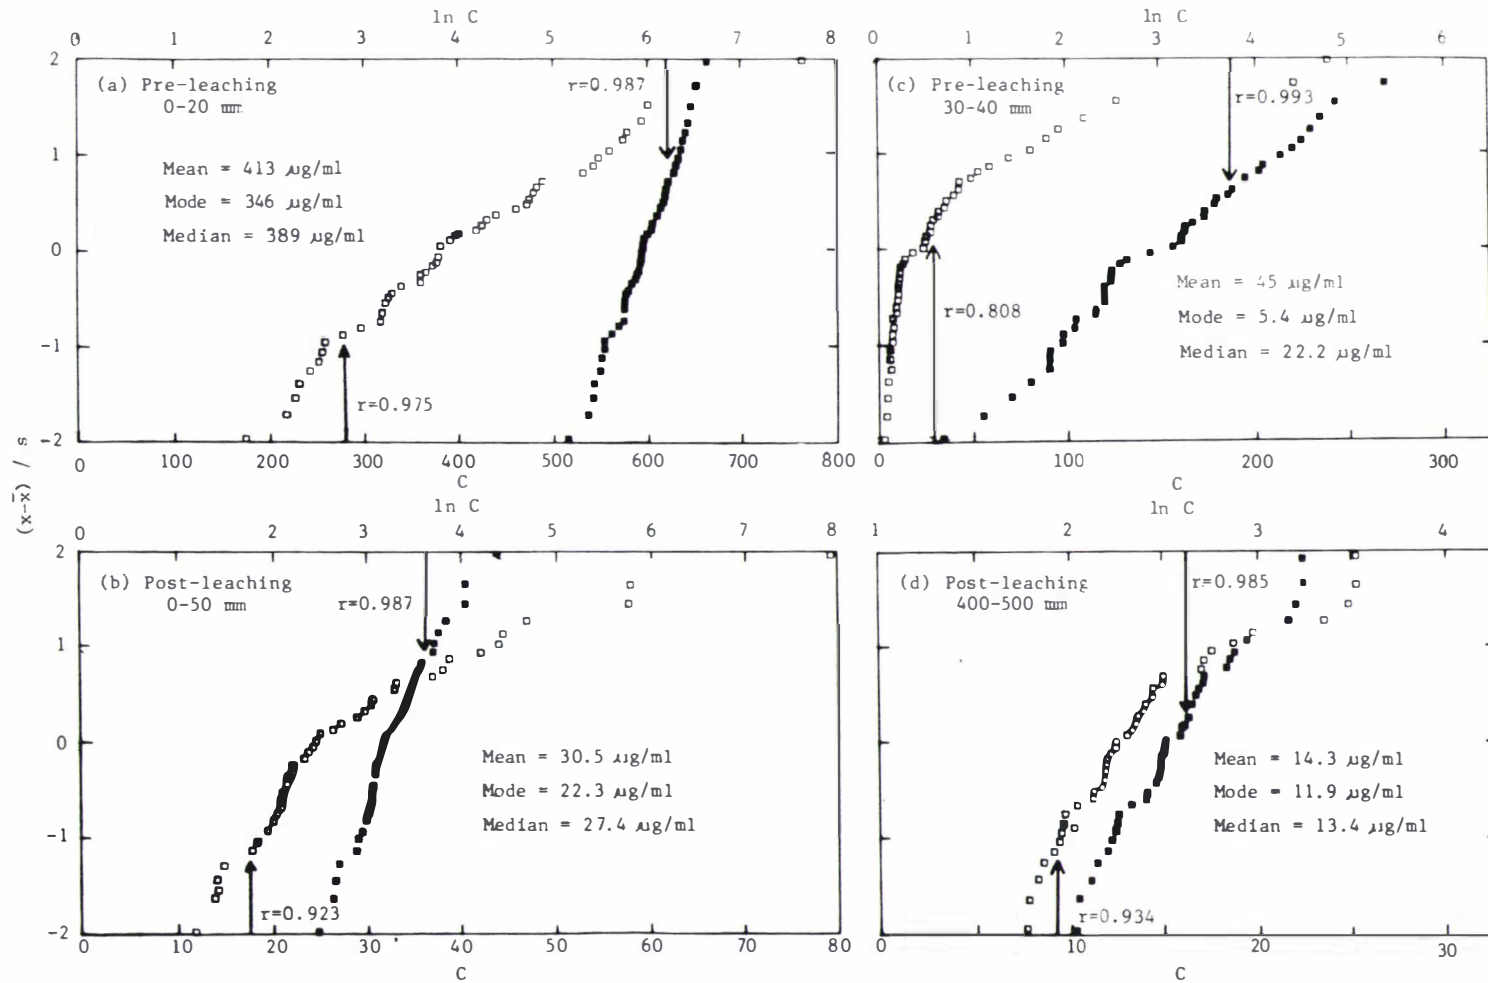 ln C
0 1 2 3 4 5 6 7 8
(a) Pre-leaching
0-20 mm
r=0.987
Mean = 413 µg/ml
Mode = 346 µg/ml
Median = 389 µg/ml
r=0.975
2
1
0
-1
-2
0 100 200 300 400 500 600 700 800
C
ln C
0 1 2 3 4 5 6
(c) Pre-leaching
30-40 mm
r=0.993
r=0.808
Mean = 45 µg/ml
Mode = 5.4 µg/ml
Median = 22.2 µg/ml
0 100 200 300
C
(x-x̄) / s
ln C
0 2 3 4 5 6 8
(b) Post-leaching
0-50 mm
r=0.987
Mean = 30.5 µg/ml
Mode = 22.3 µg/ml
Median = 27.4 µg/ml
r=0.923
2
1
0
-1
-2
0 10 20 30 40 50 60 70 80
C
ln C
1 2 3 4
(d) Post-leaching
400-500 mm
r=0.985
Mean = 14.3 µg/ml
Mode = 11.9 µg/ml
Median = 13.4 µg/ml
r=0.934
0 10 20 30
C